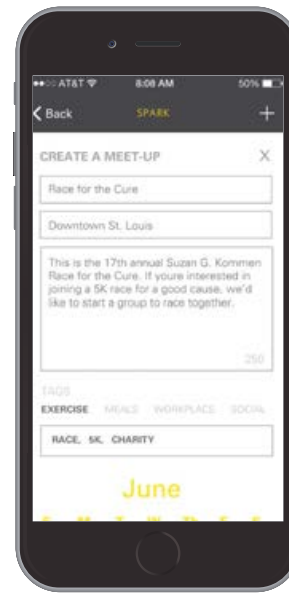 AT&T 8:08 AM 50%
Back SPARK +
CREATE A MEET-UP X
Race for the Cure
Downtown St. Louis
This is the 17th annual Suzan G. Kommen
Race for the Cure. If youre interested in
joining a 5K race for a good cause, we'd
like to start a group to race together.
250
TAGS
EXERCISE MEALS WORKPLACE SOCIAL
RACE, 5K, CHARITY
June